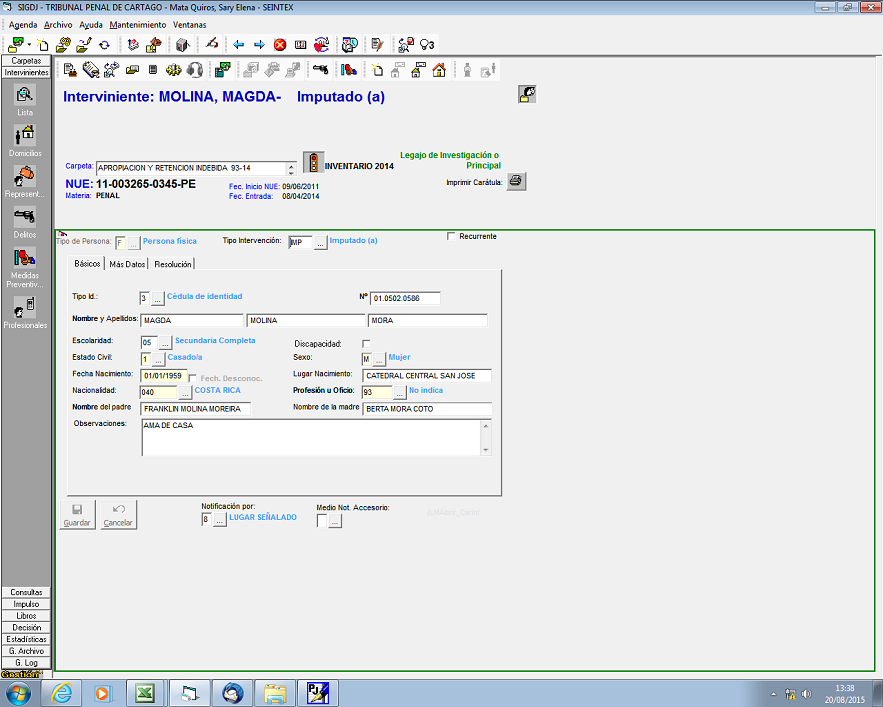 SIGDJ - TRIBUNAL PENAL DE CARTAGO - Mata Quiros, Sary Elena - SEINTEX
Agenda Archivo Ayuda Mantenimiento Ventanas
Carpetas
Intervinientes
Lista
Domicilios
Represent...
Delitos
Medidas Preventiv...
Profesionales
Interviniente: MOLINA, MAGDA- Imputado (a)
Carpeta: APROPIACION Y RETENCION INDEBIDA 93-14
INVENTARIO 2014
Legajo de Investigación o Principal
NUE: 11-003265-0345-PE
Materia: PENAL
Fec. Inicio NUE: 09/06/2011
Fec. Entrada: 08/04/2014
Imprimir Carátula:
Tipo de Persona: F ... Persona fisica
Tipo Intervención: IMP ... Imputado (a)
Recurrente
Básicos Más Datos Resolución
Tipo Id.: 3 ... Cédula de identidad
Nº 01.0502.0586
Nombre y Apellidos: MAGDA MOLINA MORA
Escolaridad: 05 ... Secundaria Completa
Discapacidad:
Estado Civil: 1 ... Casado/a
Sexo: M ... Mujer
Fecha Nacimiento: 01/01/1959 Fech. Desconoc.
Lugar Nacimiento: CATEDRAL CENTRAL SAN JOSE
Nacionalidad: 040 ... COSTA RICA
Profesión u Oficio: 93 ... No indica
Nombre del padre FRANKLIN MOLINA MOREIRA
Nombre de la madre BERTA MORA COTO
Observaciones: AMA DE CASA
Guardar
Cancelar
Notificación por:
8 ... LUGAR SEÑALADO
Medio Not. Accesorio:
...
Consultas
Impulso
Libros
Decisión
Estadísticas
G. Archivo
G. Log
Gestión
13:38
20/08/2015